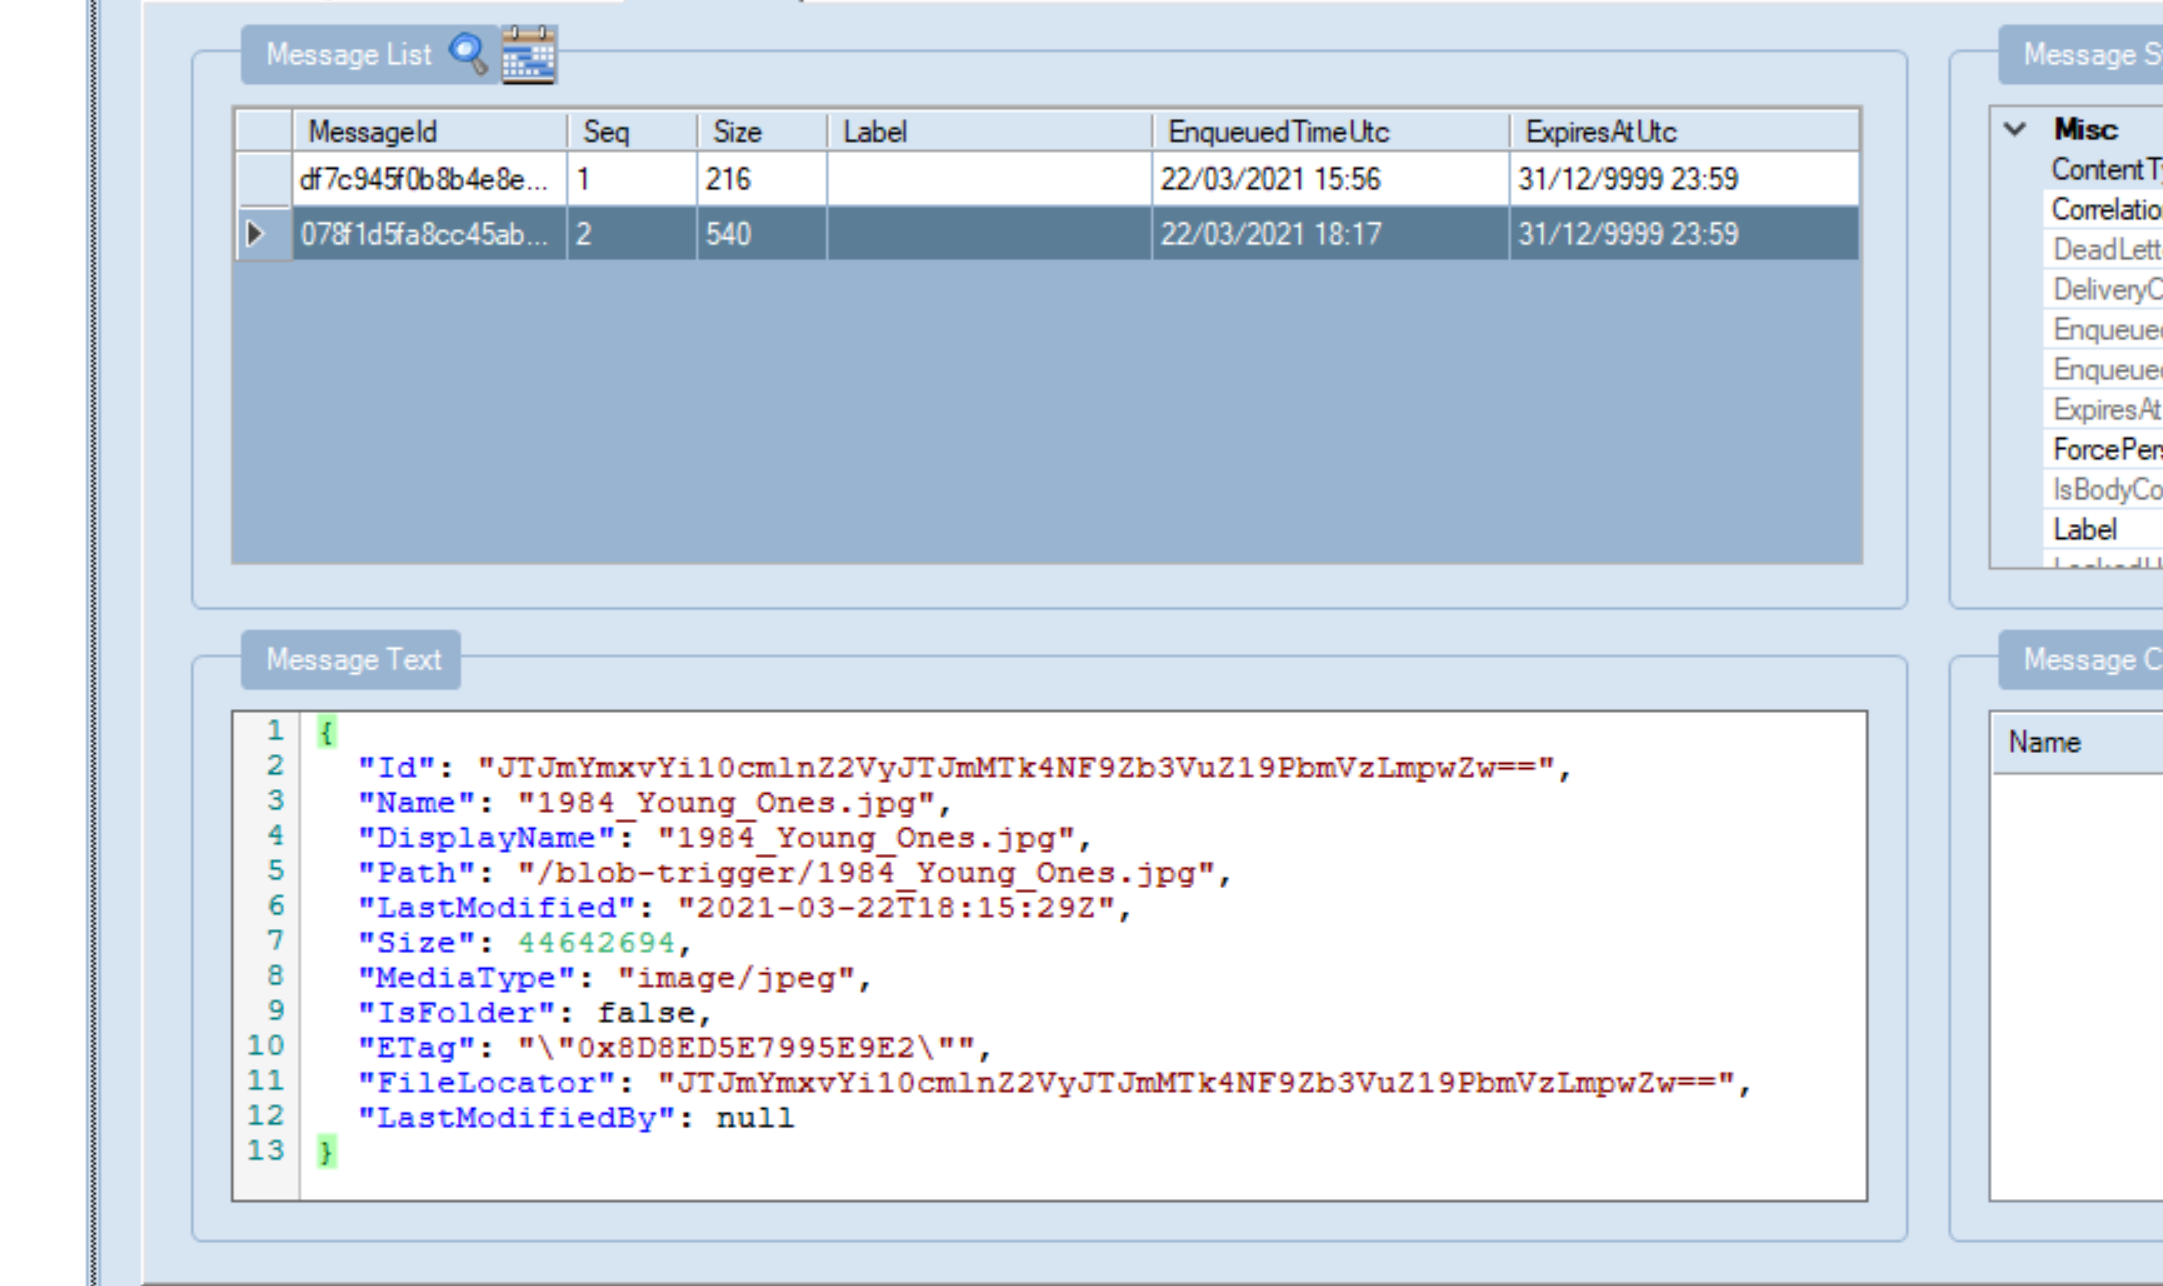 Message List
MessageId Seq Size Label EnqueuedTimeUtc ExpiresAtUtc
df7c945f0b8b4e8e... 1 216 22/03/2021 15:56 31/12/9999 23:59
078f1d5fa8cc45ab... 2 540 22/03/2021 18:17 31/12/9999 23:59
Message S
Misc
ContentTy
Correlatio
DeadLett
DeliveryC
Enqueued
Enqueued
ExpiresAt
ForcePers
IsBodyCo
Label
Message Text
1 {
2 "Id": "JTJmYmxvYi10cmlnZ2VyJTJmMTk4NF9Zb3VuZ19PbmVzLmpwZw==",
3 "Name": "1984_Young_Ones.jpg",
4 "DisplayName": "1984_Young_Ones.jpg",
5 "Path": "/blob-trigger/1984_Young_Ones.jpg",
6 "LastModified": "2021-03-22T18:15:29Z",
7 "Size": 44642694,
8 "MediaType": "image/jpeg",
9 "IsFolder": false,
10 "ETag": "\"0x8D8ED5E7995E9E2\"",
11 "FileLocator": "JTJmYmxvYi10cmlnZ2VyJTJmMTk4NF9Zb3VuZ19PbmVzLmpwZw==",
12 "LastModifiedBy": null
13 }
Message C
Name